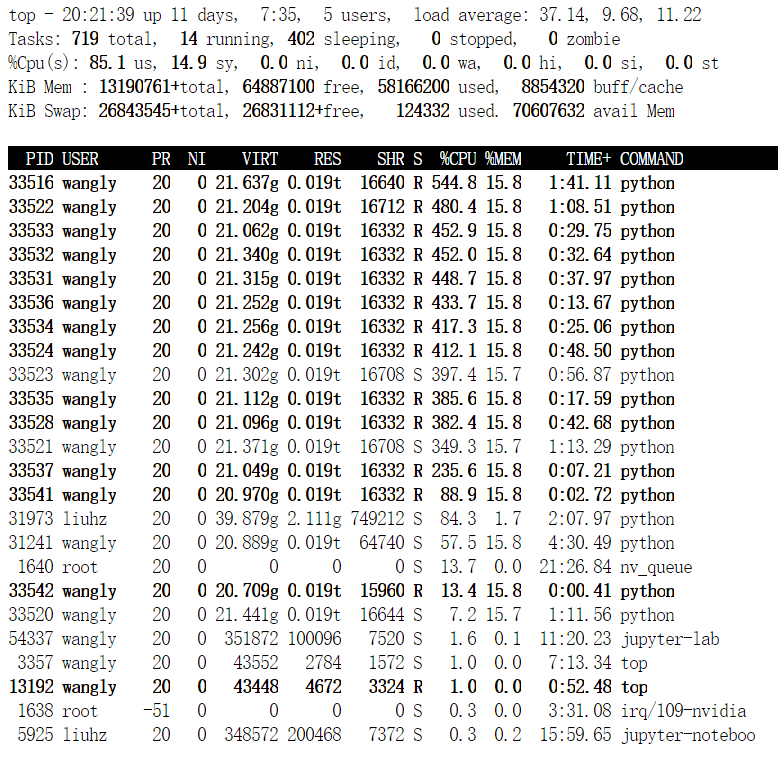 top - 20:21:39 up 11 days,  7:35,  5 users,  load average: 37.14, 9.68, 11.22
Tasks: 719 total,  14 running, 402 sleeping,   0 stopped,   0 zombie
%Cpu(s): 85.1 us, 14.9 sy,  0.0 ni,  0.0 id,  0.0 wa,  0.0 hi,  0.0 si,  0.0 st
KiB Mem : 13190761+total, 64887100 free, 58166200 used,  8854320 buff/cache
KiB Swap: 26843545+total, 26831112+free,   124332 used. 70607632 avail Mem
PID USER      PR  NI    VIRT    RES    SHR S  %CPU %MEM     TIME+ COMMAND
33516 wangly    20   0 21.637g 0.019t  16640 R 544.8 15.8   1:41.11 python
33522 wangly    20   0 21.204g 0.019t  16712 R 480.4 15.8   1:08.51 python
33533 wangly    20   0 21.062g 0.019t  16332 R 452.9 15.8   0:29.75 python
33532 wangly    20   0 21.340g 0.019t  16332 R 452.0 15.8   0:32.64 python
33531 wangly    20   0 21.315g 0.019t  16332 R 448.7 15.8   0:37.97 python
33536 wangly    20   0 21.252g 0.019t  16332 R 433.7 15.8   0:13.67 python
33534 wangly    20   0 21.256g 0.019t  16332 R 417.3 15.8   0:25.06 python
33524 wangly    20   0 21.242g 0.019t  16332 R 412.1 15.8   0:48.50 python
33523 wangly    20   0 21.302g 0.019t  16708 S 397.4 15.7   0:56.87 python
33535 wangly    20   0 21.112g 0.019t  16332 R 385.6 15.8   0:17.59 python
33528 wangly    20   0 21.096g 0.019t  16332 R 382.4 15.8   0:42.68 python
33521 wangly    20   0 21.371g 0.019t  16708 S 349.3 15.7   1:13.29 python
33537 wangly    20   0 21.049g 0.019t  16332 R 235.6 15.8   0:07.21 python
33541 wangly    20   0 20.970g 0.019t  16332 R  88.9 15.8   0:02.72 python
31973 liuhz     20   0 39.879g 2.111g 749212 S  84.3  1.7   2:07.97 python
31241 wangly    20   0 20.889g 0.019t  64740 S  57.5 15.8   4:30.49 python
1640 root      20   0       0      0      0 S  13.7  0.0  21:26.84 nv_queue
33542 wangly    20   0 20.709g 0.019t  15960 R  13.4 15.8   0:00.41 python
33520 wangly    20   0 21.441g 0.019t  16644 S   7.2 15.7   1:11.56 python
54337 wangly    20   0  351872 100096   7520 S   1.6  0.1  11:20.23 jupyter-lab
3357 wangly    20   0   43552   2784   1572 S   1.0  0.0   7:13.34 top
13192 wangly    20   0   43448   4672   3324 R   1.0  0.0   0:52.48 top
1638 root     -51   0       0      0      0 S   0.3  0.0   3:31.08 irq/109-nvidia
5925 liuhz     20   0  348572 200468   7372 S   0.3  0.2  15:59.65 jupyter-noteboo